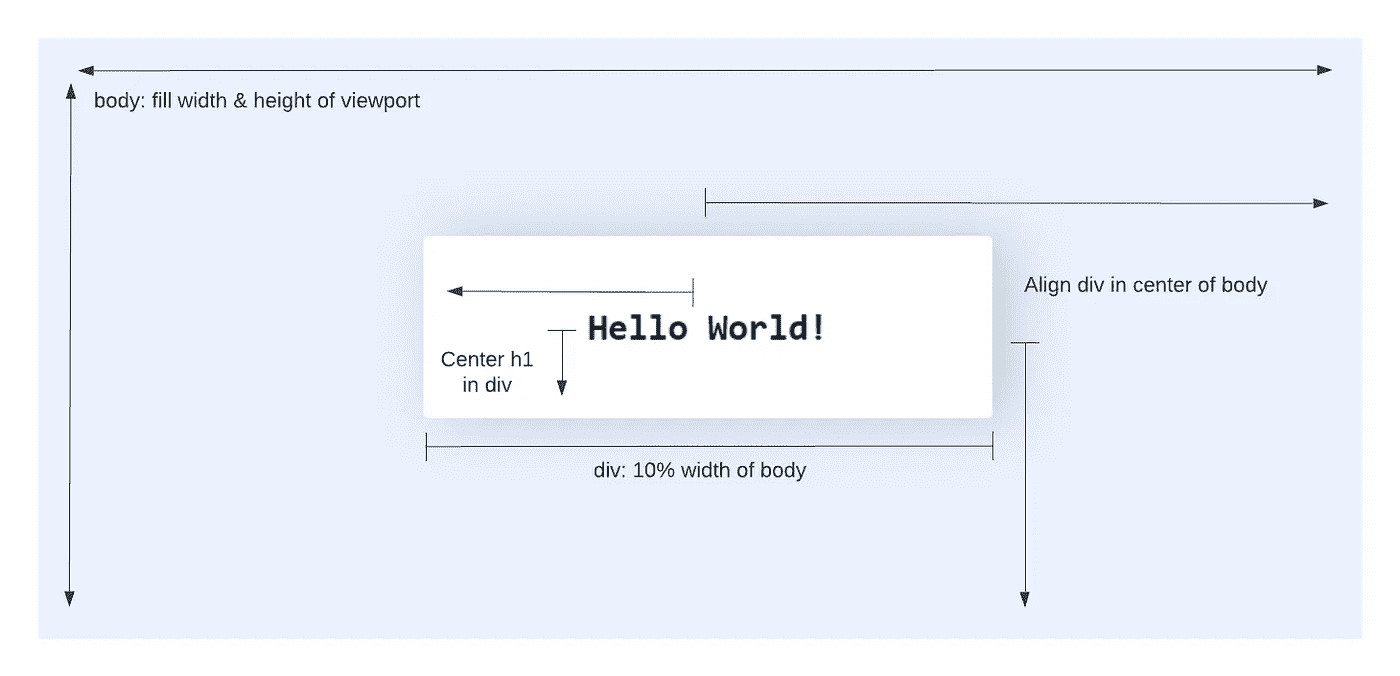 body: fill width & height of viewport
Align div in center of body
Hello World!
Center h1
in div
div: 10% width of body